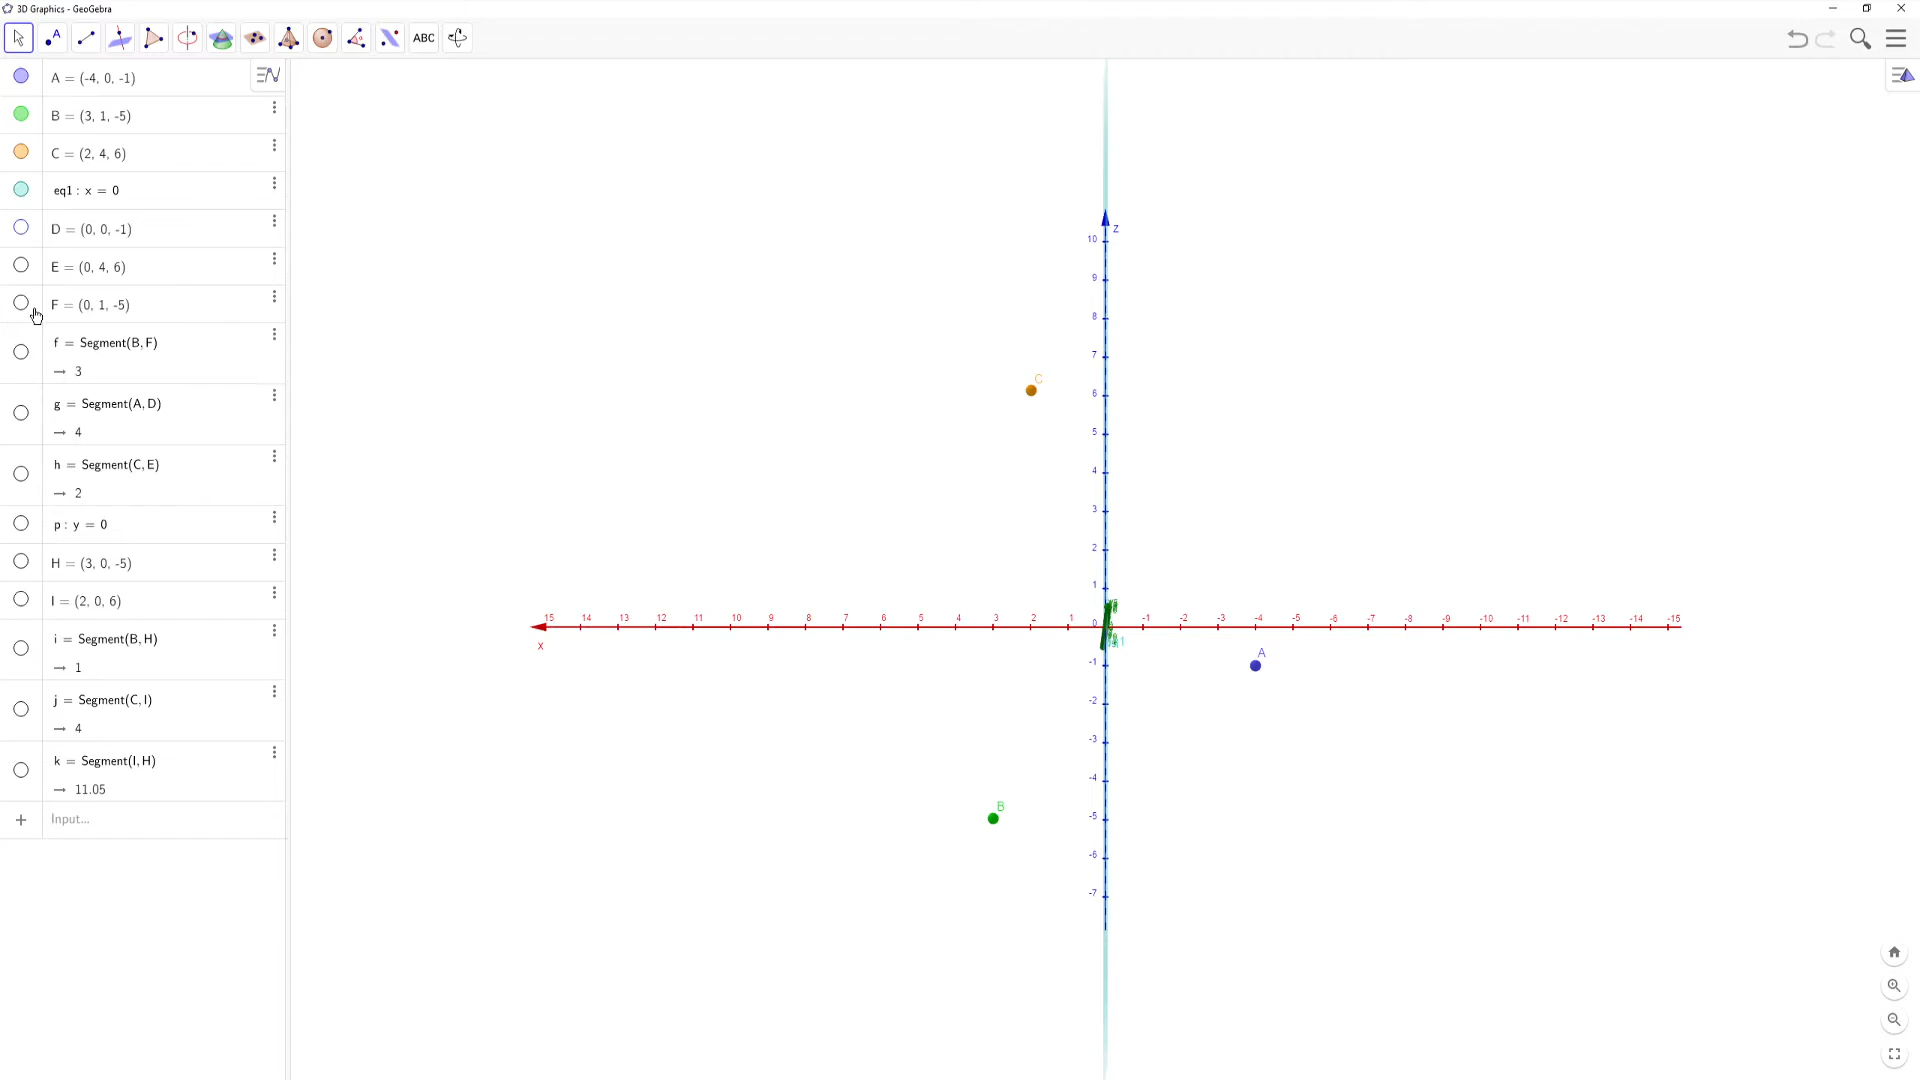 3D Graphics - GeoGebra
A ABC
A = (-4, 0, -1)
B = (3, 1, -5)
C = (2, 4, 6)
eq1 : x = 0
D = (0, 0, -1)
E = (0, 4, 6)
F = (0, 1, -5)
f = Segment(B, F)
→ 3
g = Segment(A, D)
→ 4
h = Segment(C, E)
→ 2
p : y = 0
H = (3, 0, -5)
I = (2, 0, 6)
i = Segment(B, H)
→ 1
j = Segment(C, I)
→ 4
k = Segment(I, H)
→ 11.05
+ Input...
z
10
9
8
7
C
6
5
4
3
2
1
15 14 13 12 11 10 9 8 7 6 5 4 3 2 1 0 -1 -2 -3 -4 -5 -6 -7 -8 -9 -10 -11 -12 -13 -14 -15
x
A
-1
-2
-3
-4
B
-5
-6
-7